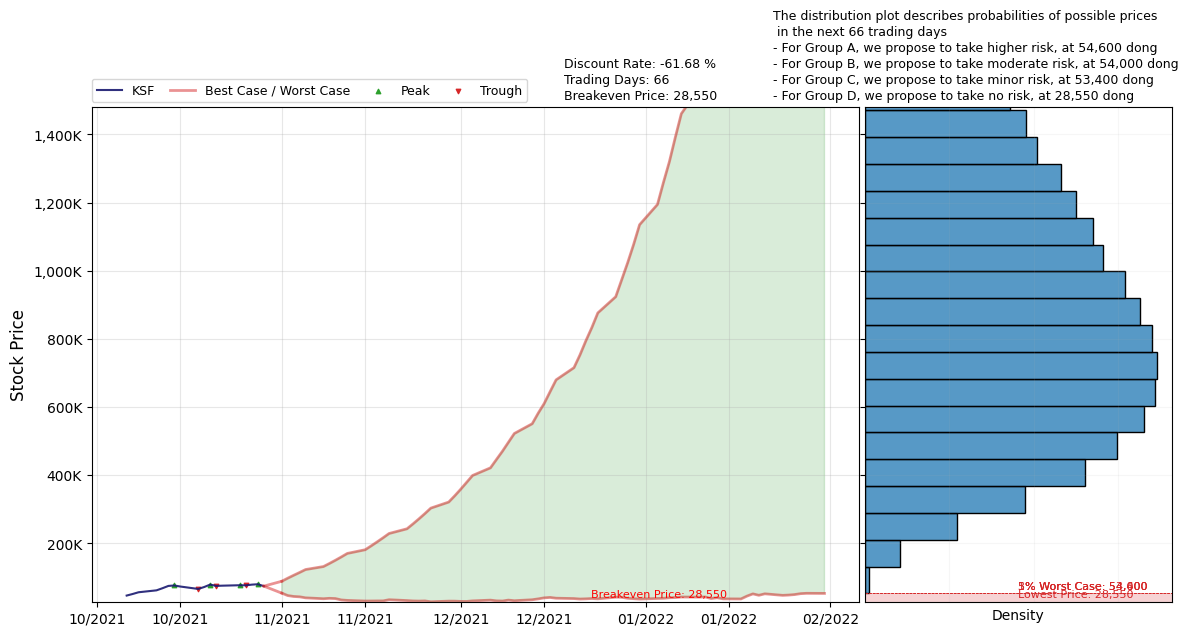 The distribution plot describes probabilities of possible prices
in the next 66 trading days
- For Group A, we propose to take higher risk, at 54,600 dong
- For Group B, we propose to take moderate risk, at 54,000 dong
- For Group C, we propose to take minor risk, at 53,400 dong
- For Group D, we propose to take no risk, at 28,550 dong
Discount Rate: -61.68 %
Trading Days: 66
Breakeven Price: 28,550
KSF
Best Case / Worst Case
Peak
Trough
Stock Price
1,400K
1,200K
1,000K
800K
600K
400K
200K
10/2021
10/2021
11/2021
11/2021
12/2021
12/2021
01/2022
01/2022
02/2022
Breakeven Price: 28,550
% Worst Case:
Lowest Price: 28,550
Density